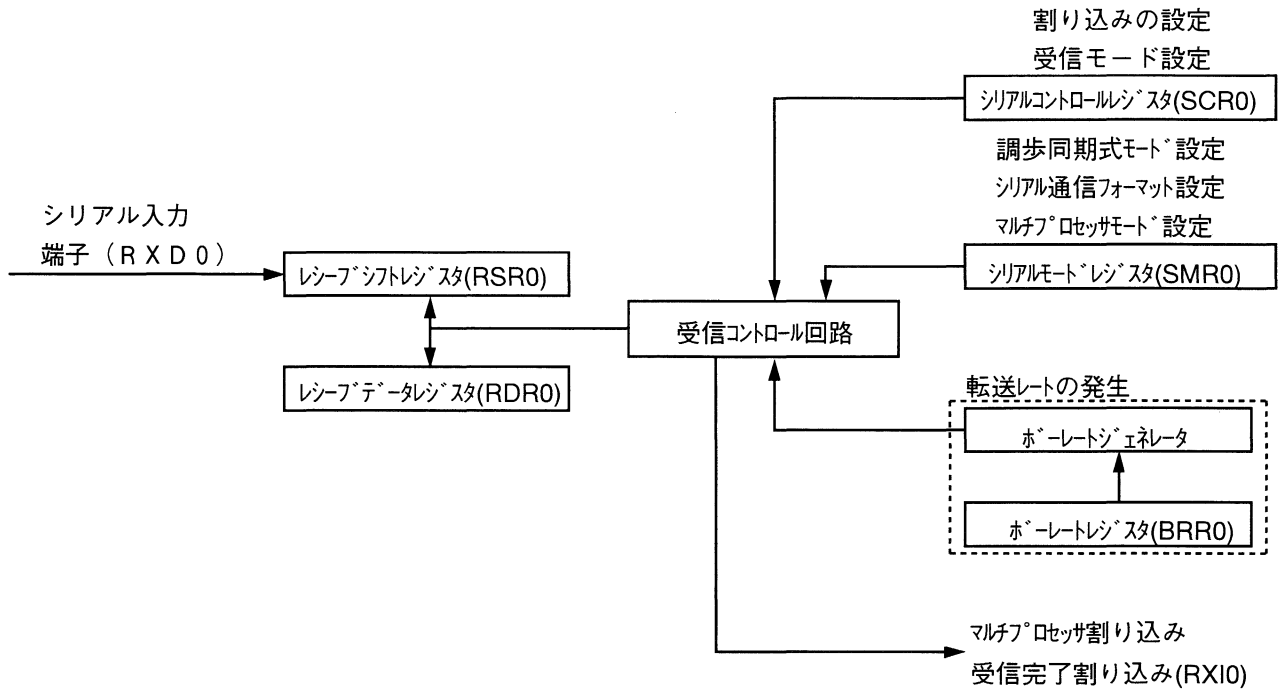 割り込みの設定
受信モード設定
ｼﾘｱﾙｺﾝﾄﾛｰﾙﾚｼﾞｽﾀ(SCR0)
調歩同期式ﾓｰﾄﾞ設定
ｼﾘｱﾙ通信ﾌｫｰﾏｯﾄ設定
ﾏﾙﾁﾌﾟﾛｾｯｻﾓｰﾄﾞ設定
ｼﾘｱﾙﾓｰﾄﾞﾚｼﾞｽﾀ(SMR0)
シリアル入力
端子（ＲＸＤ０）
ﾚｼｰﾌﾞｼﾌﾄﾚｼﾞｽﾀ(RSR0)
受信ｺﾝﾄﾛｰﾙ回路
ﾚｼｰﾌﾞﾃﾞｰﾀﾚｼﾞｽﾀ(RDR0)
転送ﾚｰﾄの発生
ﾎﾞｰﾚｰﾄｼﾞｪﾈﾚｰﾀ
ﾎﾞｰﾚｰﾄﾚｼﾞｽﾀ(BRR0)
ﾏﾙﾁﾌﾟﾛｾｯｻ割り込み
受信完了割り込み(RXI0)